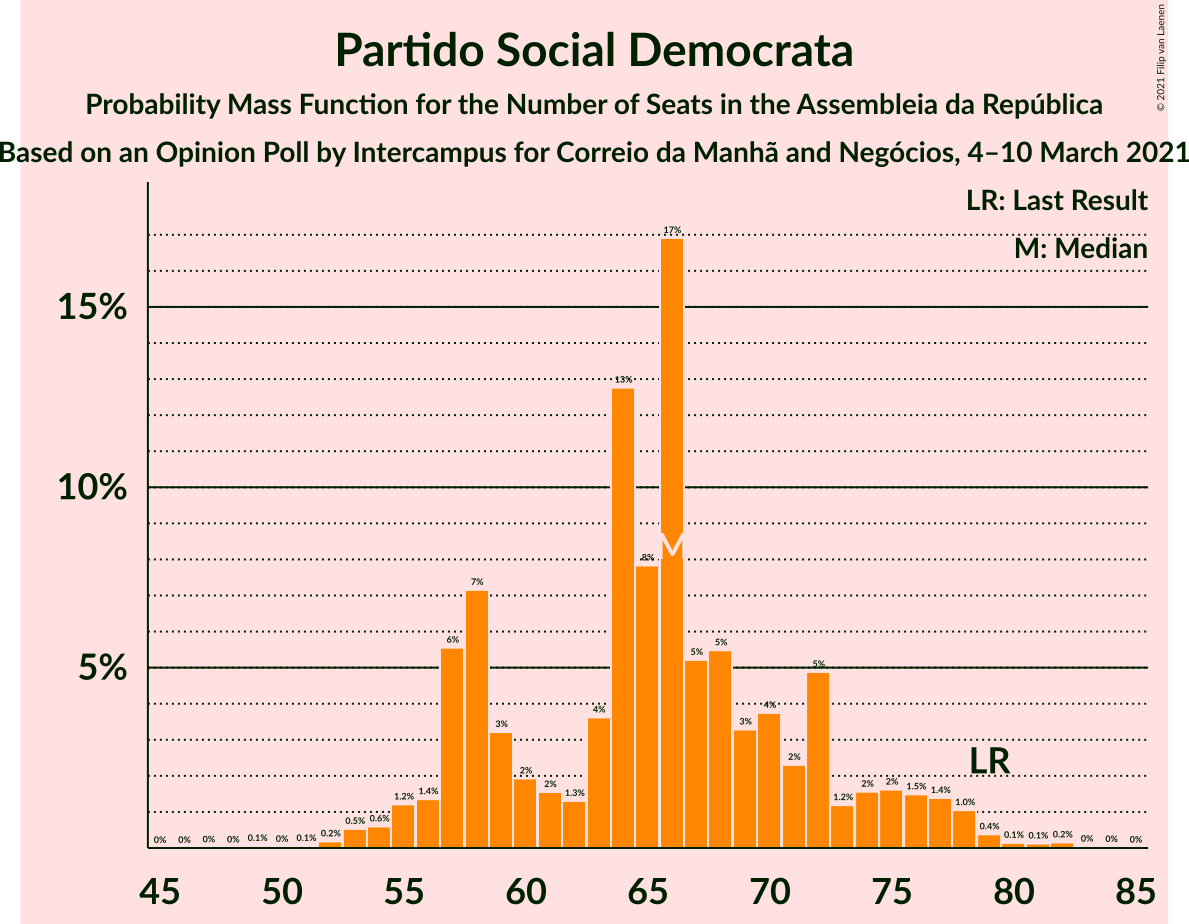 Partido Social Democrata
Probability Mass Function for the Number of Seats in the Assembleia da República
Based on an Opinion Poll by Intercampus for Correio da Manhã and Negócios, 4–10 March 2021
© 2021 Filip van Laenen
LR: Last Result
M: Median
15%
10%
5%
0% 0% 0% 0% 0.1% 0% 0.1% 0.2% 0.5% 0.6% 1.2% 1.4% 6% 7% 3% 2% 2% 1.3% 4% 13% 8% 17% 5% 5% 3% 4% 2% 5% 1.2% 2% 2% 1.5% 1.4% 1.0% 0.4% 0.1% 0.1% 0.2% 0% 0% 0%
M
LR
45 50 55 60 65 70 75 80 85